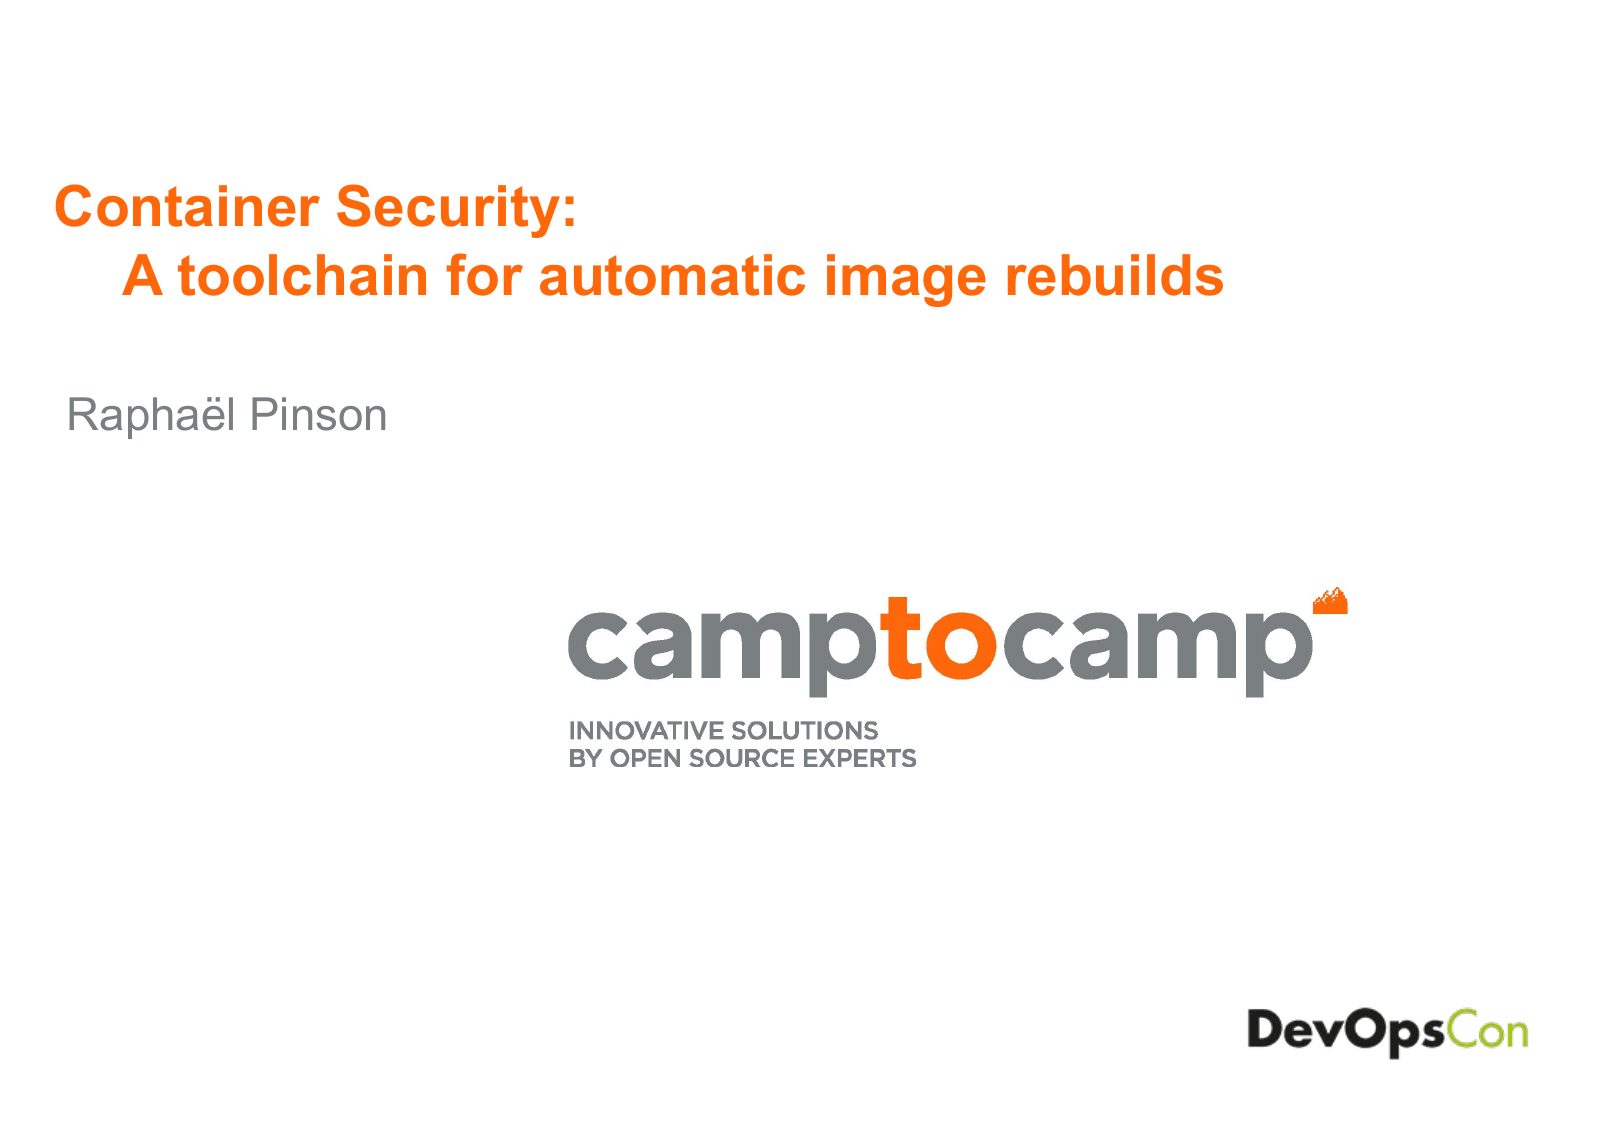 Container Security:
A toolchain for automatic image rebuilds
Raphaël Pinson
camptocamp
INNOVATIVE SOLUTIONS
BY OPEN SOURCE EXPERTS
DevOpsCon